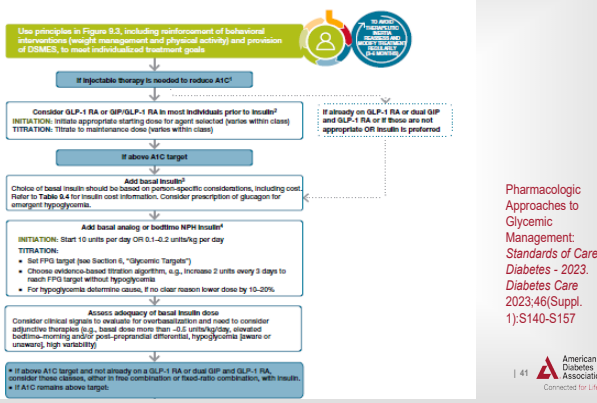 Use principles in Figure 9.3, including reinforcement of behavioral
interventions (weight management and physical activity) and provision
of DSMES, to meet individualized treatment goals
TO AVOID
THERAPEUTIC
INERTIA
REASSESS AND
MODIFY TREATMENT
REGULARLY
(3-6 MONTHS)
If injectable therapy is needed to reduce A1C¹
Consider GLP-1 RA or GIP/GLP-1 RA in most individuals prior to insulin²
INITIATION: Initiate appropriate starting dose for agent selected (varies within class)
TITRATION: Titrate to maintenance dose (varies within class)
If already on GLP-1 RA or dual GIP
and GLP-1 RA or if these are not
appropriate OR insulin is preferred
If above A1C target
Add basal insulin³
Choice of basal insulin should be based on person-specific considerations, including cost.
Refer to Table 9.4 for insulin cost information. Consider prescription of glucagon for
emergent hypoglycemia.
Add basal analog or bedtime NPH insulin⁴
INITIATION: Start 10 units per day OR 0.1–0.2 units/kg per day
TITRATION:
• Set FPG target (see Section 6, "Glycemic Targets")
• Choose evidence-based titration algorithm, e.g., increase 2 units every 3 days to
reach FPG target without hypoglycemia
• For hypoglycemia determine cause, if no clear reason lower dose by 10–20%
Assess adequacy of basal insulin dose
Consider clinical signals to evaluate for overbasalization and need to consider
adjunctive therapies (e.g., basal dose more than ~0.5 units/kg/day, elevated
bedtime–morning and/or post–preprandial differential, hypoglycemia [aware or
unaware], high variability)
• If above A1C target and not already on a GLP-1 RA or dual GIP and GLP-1 RA,
consider these classes, either in free combination or fixed-ratio combination, with insulin.
• If A1C remains above target:
Pharmacologic
Approaches to
Glycemic
Management:
Standards of Care
Diabetes - 2023.
Diabetes Care
2023;46(Suppl.
1):S140-S157
| 41
American
Diabetes
Associatio
Connected for Life